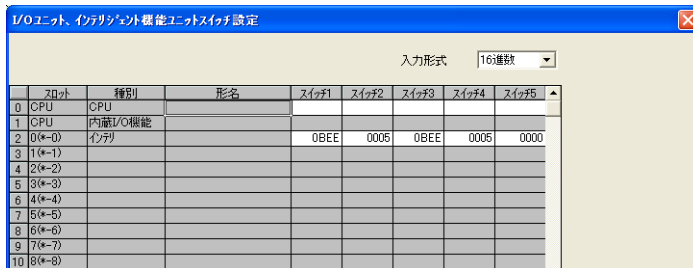 I/Oユニット、インテリジェント機能ユニットスイッチ設定
入力形式 16進数
スロット 種別 形名 スイッチ1 スイッチ2 スイッチ3 スイッチ4 スイッチ5
0 CPU CPU
1 CPU 内蔵I/O機能
2 0(*-0) インテリ 0BEE 0005 0BEE 0005 0000
3 1(*-1)
4 2(*-2)
5 3(*-3)
6 4(*-4)
7 5(*-5)
8 6(*-6)
9 7(*-7)
10 8(*-8)